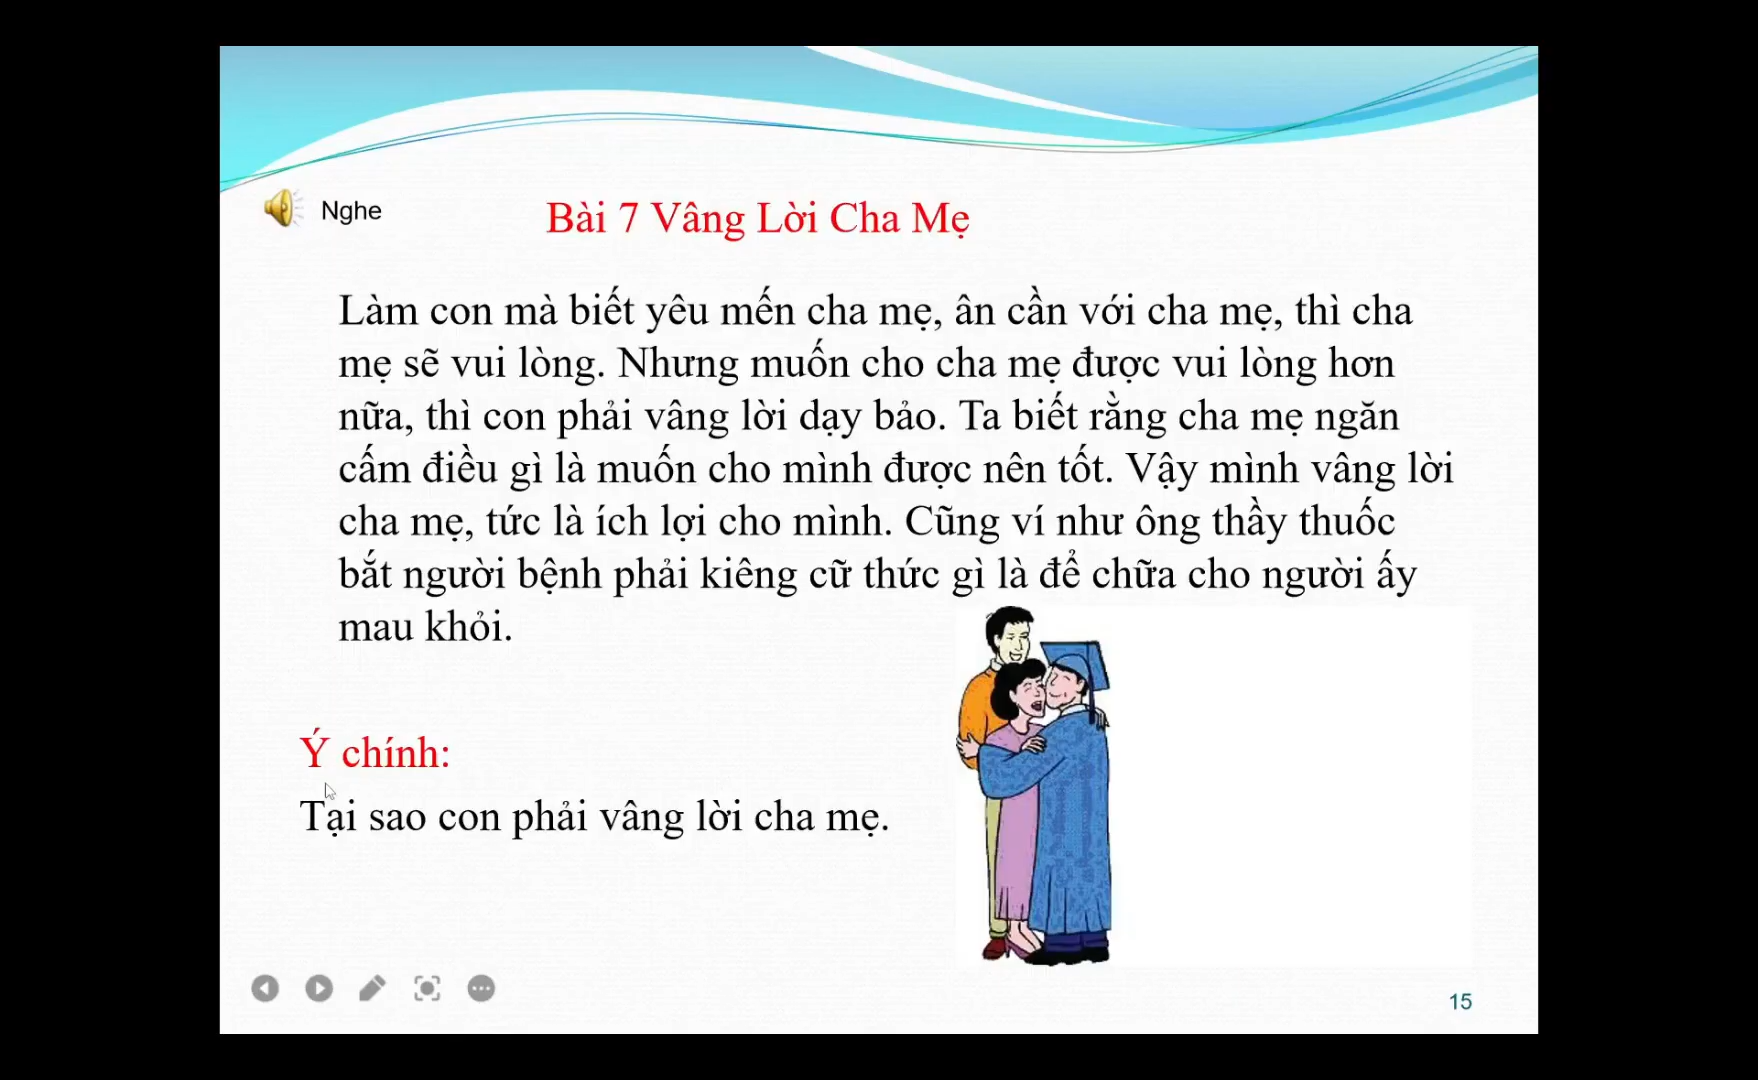 Nghe
Bài 7 Vâng Lời Cha Mẹ
Làm con mà biết yêu mến cha mẹ, ân cần với cha mẹ, thì cha
mẹ sẽ vui lòng. Nhưng muốn cho cha mẹ được vui lòng hơn
nữa, thì con phải vâng lời dạy bảo. Ta biết rằng cha mẹ ngăn
cấm điều gì là muốn cho mình được nên tốt. Vậy mình vâng lời
cha mẹ, tức là ích lợi cho mình. Cũng ví như ông thầy thuốc
bắt người bệnh phải kiêng cữ thức gì là để chữa cho người ấy
mau khỏi.
Ý chính:
Tại sao con phải vâng lời cha mẹ.
15